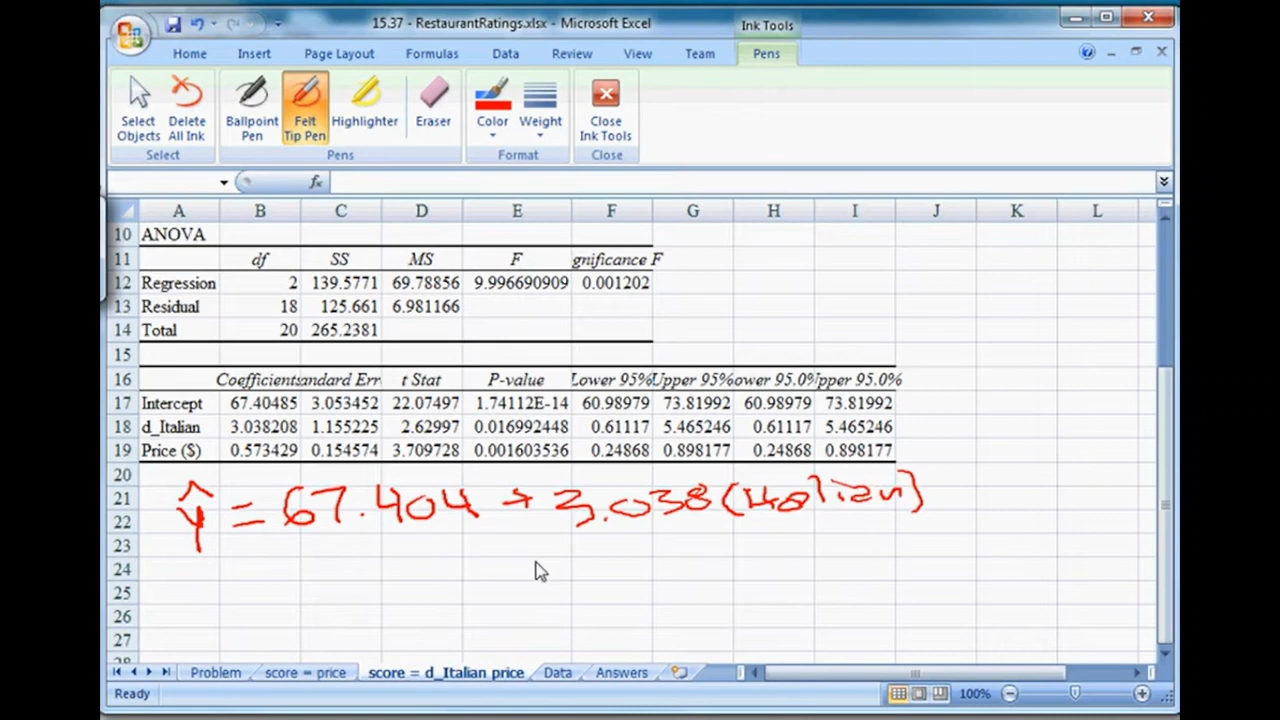 15.37 - RestaurantRatings.xlsx - Microsoft Excel
Ink Tools
Home Insert Page Layout Formulas Data Review View Team Pens
Select Objects Delete All Ink Ballpoint Pen Felt Tip Pen Highlighter Eraser Color Weight Close Ink Tools
Select Pens Format Close
fx
A B C D E F G H I J K L
10 ANOVA
11 df SS MS F gnificance F
12 Regression 2 139.5771 69.78856 9.996690909 0.001202
13 Residual 18 125.661 6.981166
14 Total 20 265.2381
15
16 Coefficients andard Err t Stat P-value Lower 95% Upper 95% ower 95.0% pper 95.0%
17 Intercept 67.40485 3.053452 22.07497 1.74112E-14 60.98979 73.81992 60.98979 73.81992
18 d_Italian 3.038208 1.155225 2.62997 0.016992448 0.61117 5.465246 0.61117 5.465246
19 Price ($) 0.573429 0.154574 3.709728 0.001603536 0.24868 0.898177 0.24868 0.898177
20
21
ŷ = 67.404 + 3.038 (Italian)
22
23
24
25
26
27
28
Problem score = price score = d_Italian price Data Answers
Ready 100%